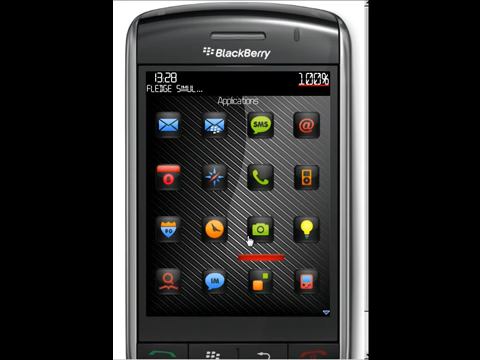 BlackBerry
13:28 100%
FLEDGE SIMUL...
Applications
SMS @
IM